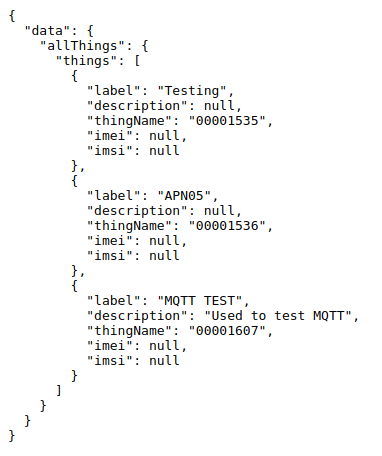 {
  "data": {
    "allThings": {
      "things": [
        {
          "label": "Testing",
          "description": null,
          "thingName": "00001535",
          "imei": null,
          "imsi": null
        },
        {
          "label": "APN05",
          "description": null,
          "thingName": "00001536",
          "imei": null,
          "imsi": null
        },
        {
          "label": "MQTT TEST",
          "description": "Used to test MQTT",
          "thingName": "00001607",
          "imei": null,
          "imsi": null
        }
      ]
    }
  }
}